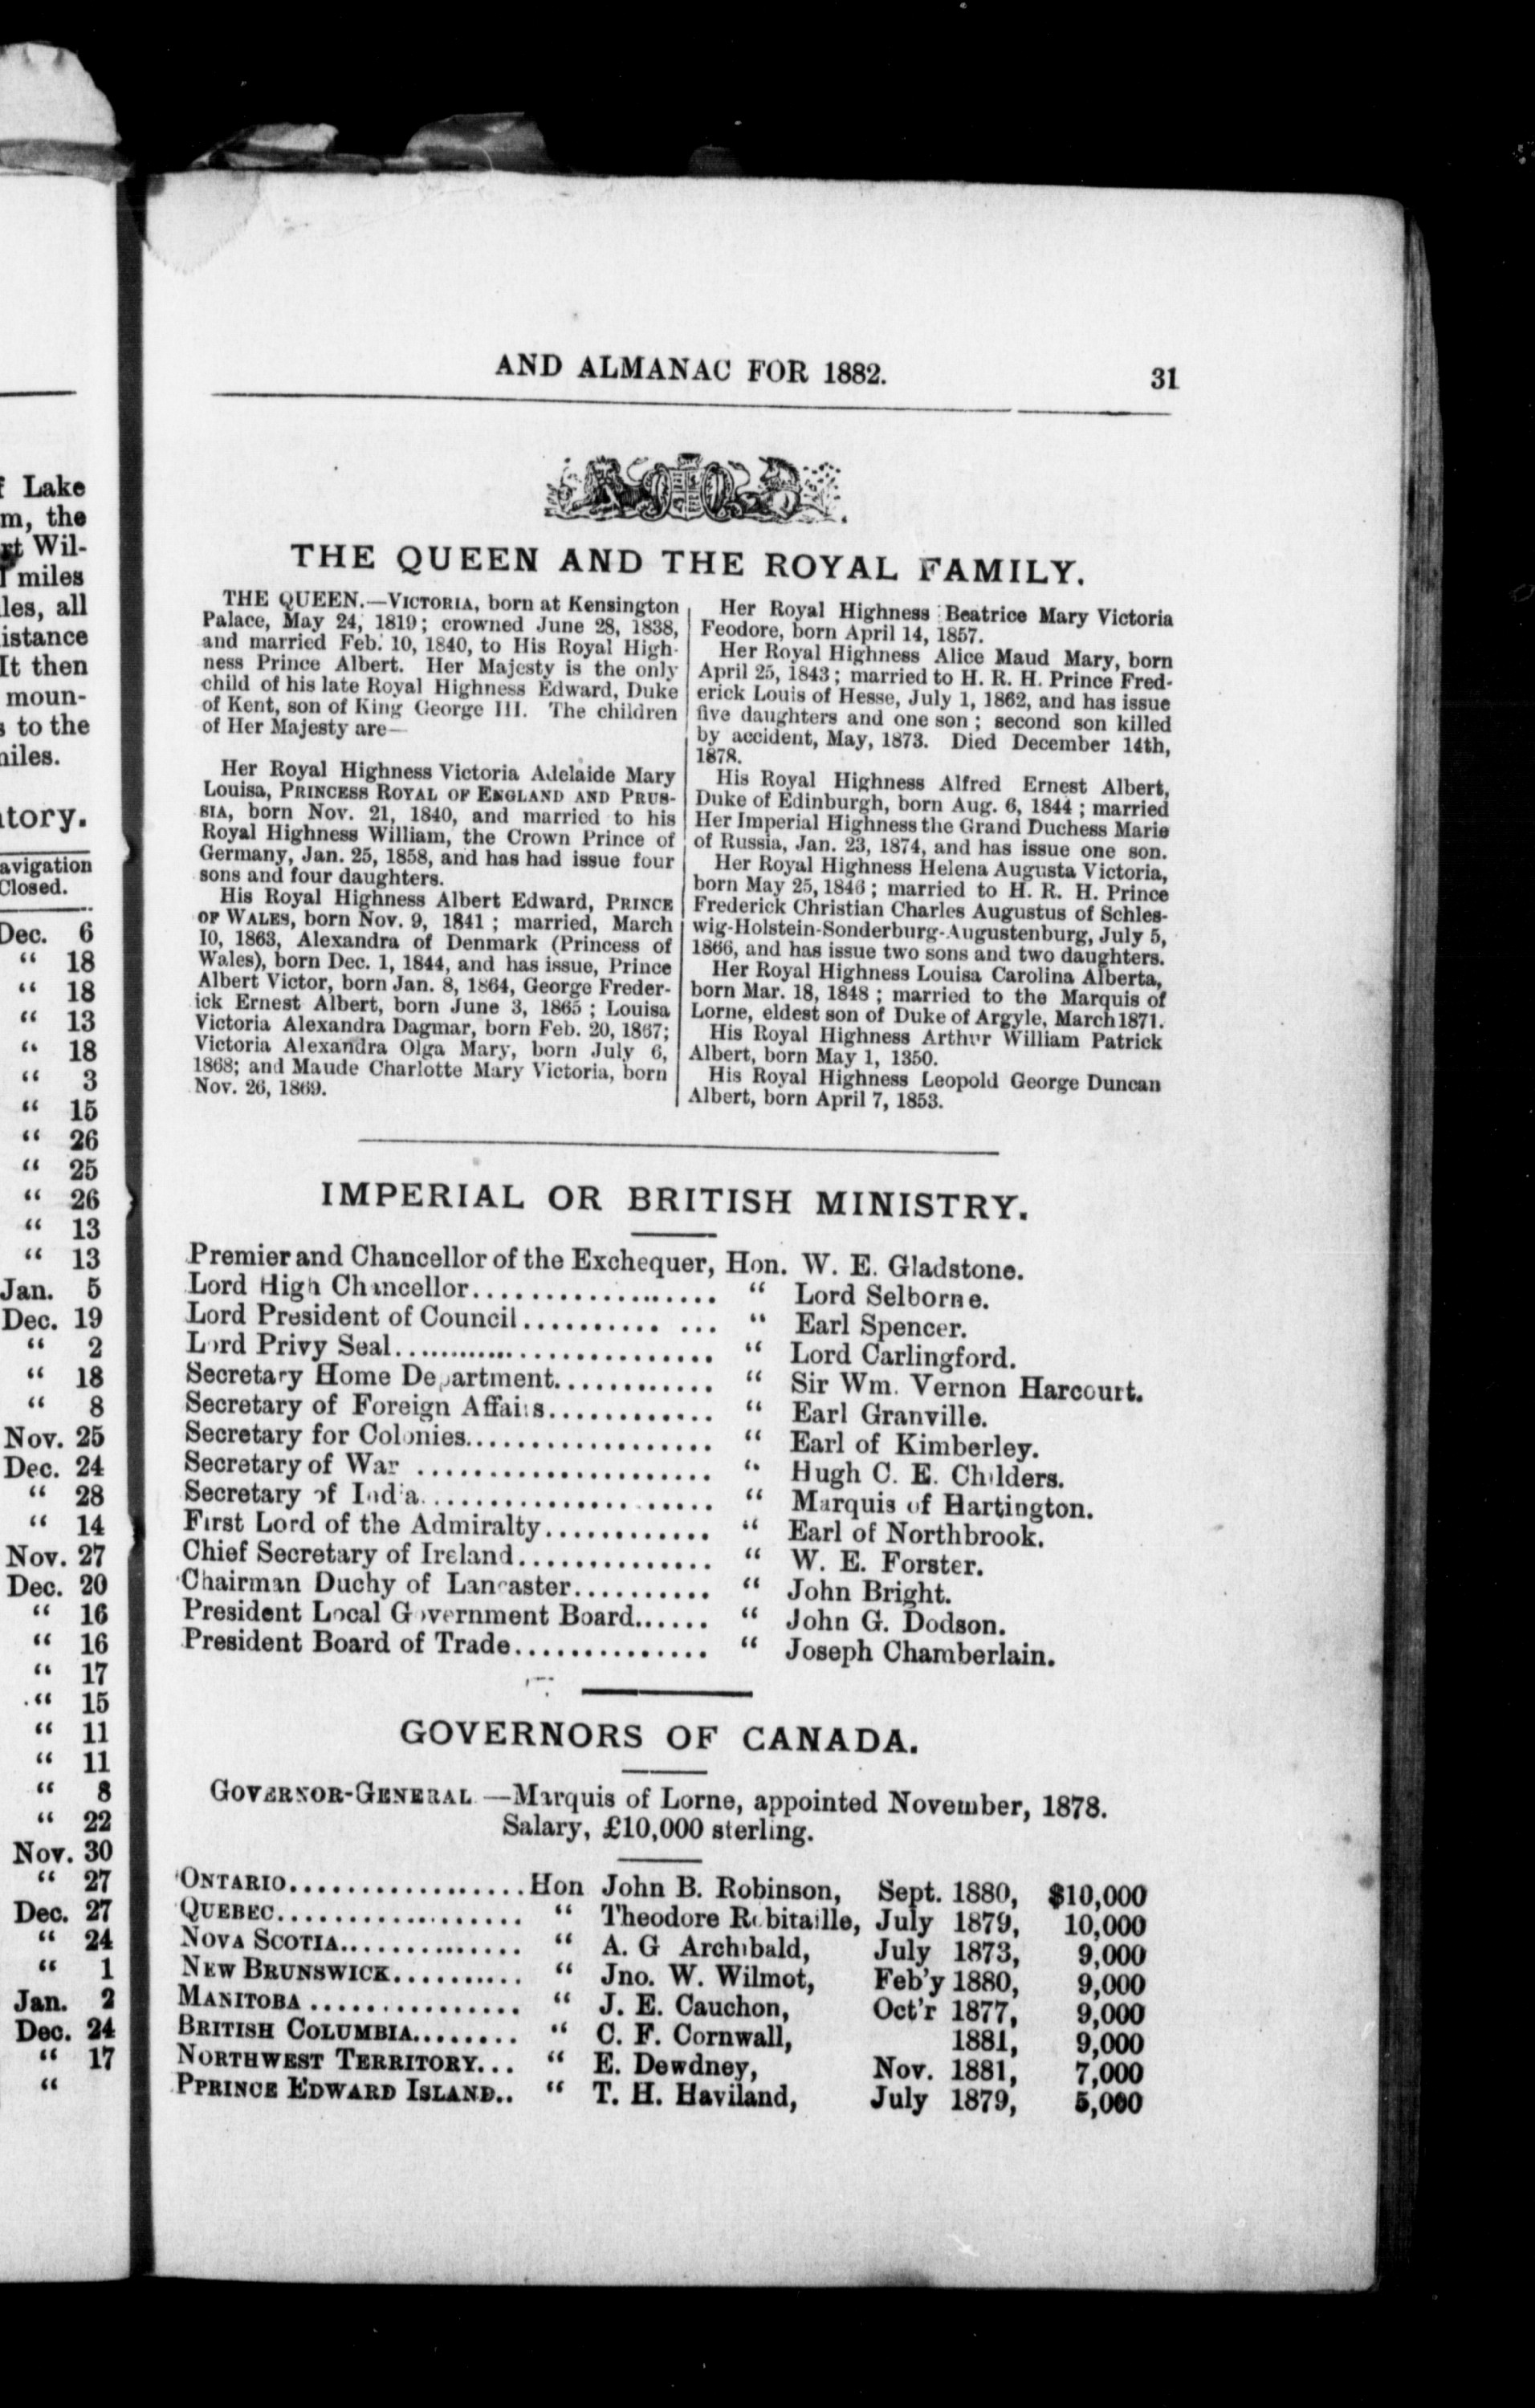 f Lake
m, the
Wil-
miles
les, all
istance
It then
moun-
s to the
niles.
tory.
avigation
Closed.
Dec. 6
“ 18
“ 18
“ 13
“ 18
“ 3
“ 15
“ 26
“ 25
“ 26
“ 13
“ 13
Jan. 5
Dec. 19
“ 2
“ 18
“ 8
Nov. 25
Dec. 24
“ 28
“ 14
Nov. 27
Dec. 20
“ 16
“ 16
“ 17
“ 15
“ 11
“ 11
“ 8
“ 22
Nov. 30
“ 27
Dec. 27
“ 24
“ 1
Jan. 2
Dec. 24
“ 17
“
AND ALMANAC FOR 1882. 31
THE QUEEN AND THE ROYAL FAMILY.
THE QUEEN.—VICTORIA, born at Kensington
Palace, May 24, 1819; crowned June 28, 1838,
and married Feb. 10, 1840, to His Royal High-
ness Prince Albert. Her Majesty is the only
child of his late Royal Highness Edward, Duke
of Kent, son of King George III. The children
of Her Majesty are—
Her Royal Highness Victoria Adelaide Mary
Louisa, PRINCESS ROYAL OF ENGLAND AND PRUS-
SIA, born Nov. 21, 1840, and married to his
Royal Highness William, the Crown Prince of
Germany, Jan. 25, 1858, and has had issue four
sons and four daughters.
His Royal Highness Albert Edward, PRINCE
OF WALES, born Nov. 9, 1841 ; married, March
10, 1863, Alexandra of Denmark (Princess of
Wales), born Dec. 1, 1844, and has issue, Prince
Albert Victor, born Jan. 8, 1864, George Freder-
ick Ernest Albert, born June 3, 1865 ; Louisa
Victoria Alexandra Dagmar, born Feb. 20, 1867;
Victoria Alexandra Olga Mary, born July 6,
1868; and Maude Charlotte Mary Victoria, born
Nov. 26, 1869.
Her Royal Highness Beatrice Mary Victoria
Feodore, born April 14, 1857.
Her Royal Highness Alice Maud Mary, born
April 25, 1843 ; married to H. R. H. Prince Fred-
erick Louis of Hesse, July 1, 1862, and has issue
five daughters and one son ; second son killed
by accident, May, 1873. Died December 14th,
1878.
His Royal Highness Alfred Ernest Albert,
Duke of Edinburgh, born Aug. 6, 1844 ; married
Her Imperial Highness the Grand Duchess Marie
of Russia, Jan. 23, 1874, and has issue one son.
Her Royal Highness Helena Augusta Victoria,
born May 25, 1846 ; married to H. R. H. Prince
Frederick Christian Charles Augustus of Schles-
wig-Holstein-Sonderburg-Augustenburg, July 5,
1866, and has issue two sons and two daughters.
Her Royal Highness Louisa Carolina Alberta,
born Mar. 18, 1848 ; married to the Marquis of
Lorne, eldest son of Duke of Argyle, March 1871.
His Royal Highness Arthur William Patrick
Albert, born May 1, 1350.
His Royal Highness Leopold George Duncan
Albert, born April 7, 1853.
IMPERIAL OR BRITISH MINISTRY.
Premier and Chancellor of the Exchequer, Hon. W. E. Gladstone.
Lord High Chancellor.................... “ Lord Selborne.
Lord President of Council.......... ... “ Earl Spencer.
Lord Privy Seal.......................... “ Lord Carlingford.
Secretary Home Department............ “ Sir Wm. Vernon Harcourt.
Secretary of Foreign Affairs............ “ Earl Granville.
Secretary for Colonies................... “ Earl of Kimberley.
Secretary of War ...................... “ Hugh C. E. Childers.
Secretary of India...................... “ Marquis of Hartington.
First Lord of the Admiralty............ “ Earl of Northbrook.
Chief Secretary of Ireland.............. “ W. E. Forster.
Chairman Duchy of Lancaster.......... “ John Bright.
President Local Government Board...... “ John G. Dodson.
President Board of Trade............... “ Joseph Chamberlain.
GOVERNORS OF CANADA.
GOVERNOR-GENERAL —Marquis of Lorne, appointed November, 1878.
Salary, £10,000 sterling.
ONTARIO.................. Hon John B. Robinson, Sept. 1880, $10,000
QUEBEC................... “ Theodore Robitaille, July 1879, 10,000
NOVA SCOTIA.............. “ A. G Archibald, July 1873, 9,000
NEW BRUNSWICK........... “ Jno. W. Wilmot, Feb'y 1880, 9,000
MANITOBA ................ “ J. E. Cauchon, Oct'r 1877, 9,000
BRITISH COLUMBIA........ “ C. F. Cornwall, 1881, 9,000
NORTHWEST TERRITORY... “ E. Dewdney, Nov. 1881, 7,000
PPRINCE EDWARD ISLAND.. “ T. H. Haviland, July 1879, 5,000